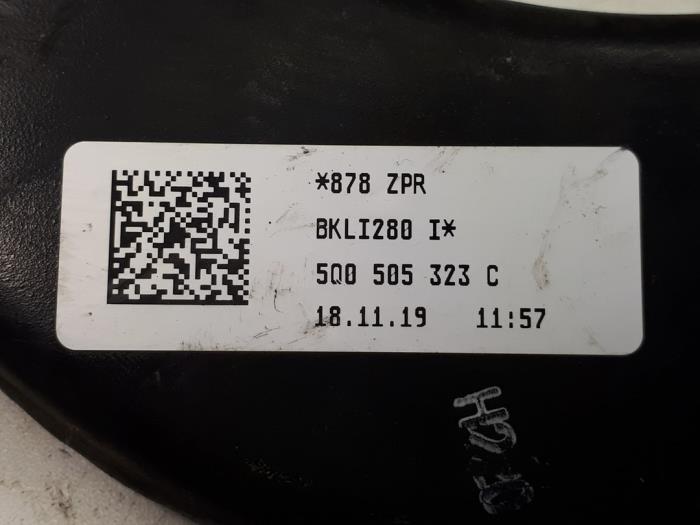 *878 ZPR
BKLI280 I*
5Q0 505 323 C
18.11.19 11:57